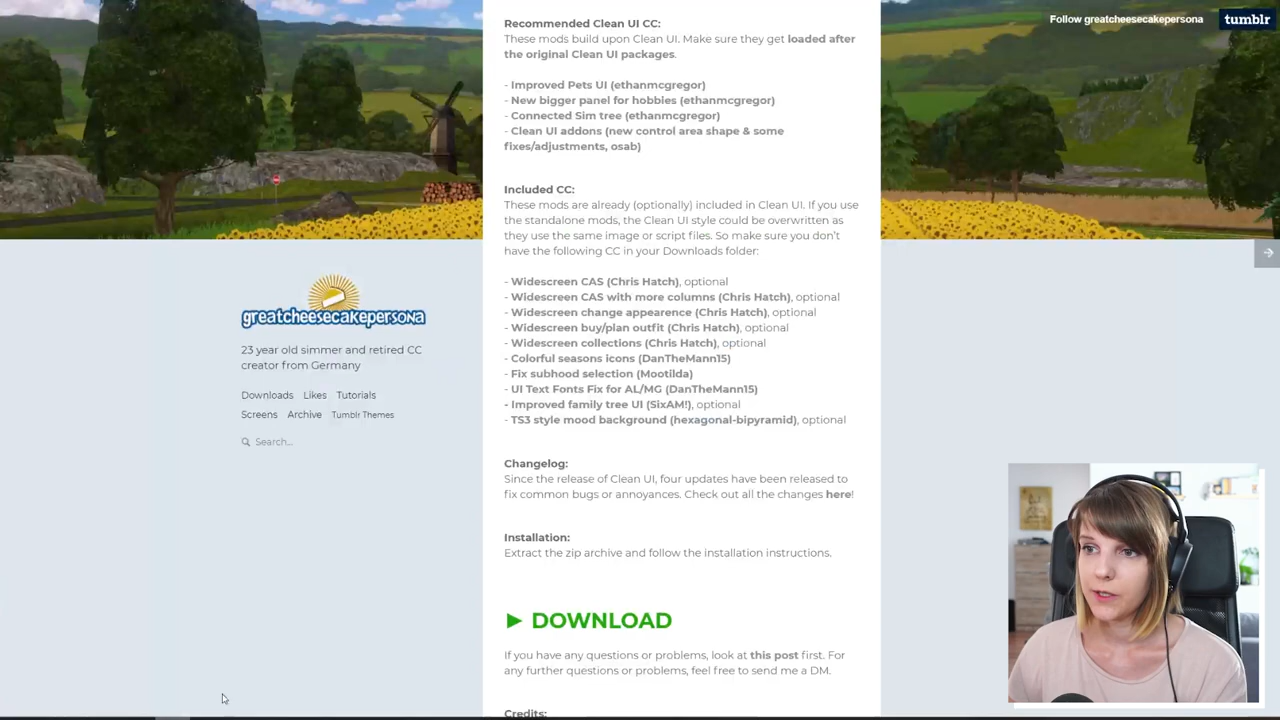 Follow greatcheesecakepersona
tumblr
Recommended Clean UI CC:
These mods build upon Clean UI. Make sure they get loaded after
the original Clean UI packages.
- Improved Pets UI (ethanmcgregor)
- New bigger panel for hobbies (ethanmcgregor)
- Connected Sim tree (ethanmcgregor)
- Clean UI addons (new control area shape & some
fixes/adjustments, osab)
Included CC:
These mods are already (optionally) included in Clean UI. If you use
the standalone mods, the Clean UI style could be overwritten as
they use the same image or script files. So make sure you don't
have the following CC in your Downloads folder:
- Widescreen CAS (Chris Hatch), optional
- Widescreen CAS with more columns (Chris Hatch), optional
- Widescreen change appearence (Chris Hatch), optional
- Widescreen buy/plan outfit (Chris Hatch), optional
- Widescreen collections (Chris Hatch), optional
- Colorful seasons icons (DanTheMann15)
- Fix subhood selection (Mootilda)
- UI Text Fonts Fix for AL/MG (DanTheMann15)
- Improved family tree UI (SixAM!), optional
- TS3 style mood background (hexagonal-bipyramid), optional
Changelog:
Since the release of Clean UI, four updates have been released to
fix common bugs or annoyances. Check out all the changes here!
Installation:
Extract the zip archive and follow the installation instructions.
► DOWNLOAD
If you have any questions or problems, look at this post first. For
any further questions or problems, feel free to send me a DM.
Credits:
greatcheesecakepersona
23 year old simmer and retired CC
creator from Germany
Downloads Likes Tutorials
Screens Archive Tumblr Themes
Search...